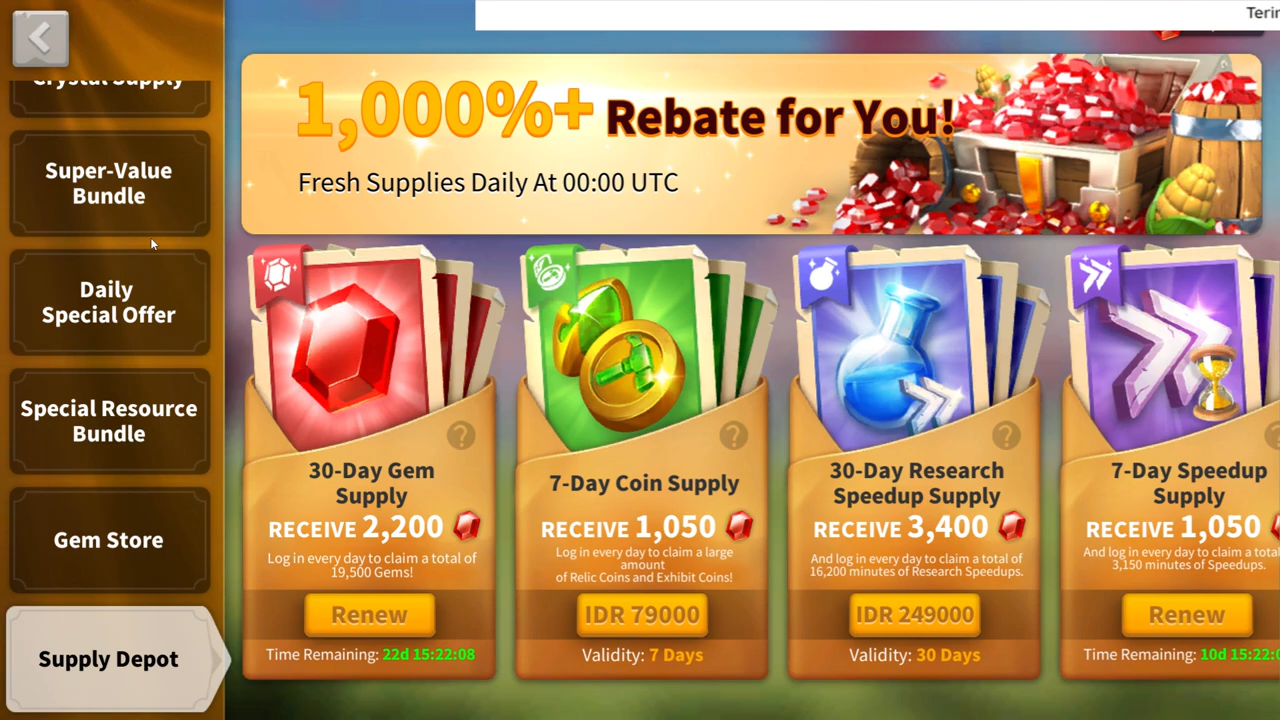 Terir
Crystal Supply
Super-Value
Bundle
Daily
Special Offer
Special Resource
Bundle
Gem Store
Supply Depot
1,000%+ Rebate for You!
Fresh Supplies Daily At 00:00 UTC
30-Day Gem
Supply
RECEIVE 2,200
Log in every day to claim a total of
19,500 Gems!
Renew
Time Remaining: 22d 15:22:08
7-Day Coin Supply
RECEIVE 1,050
Log in every day to claim a large
amount
of Relic Coins and Exhibit Coins!
IDR 79000
Validity: 7 Days
30-Day Research
Speedup Supply
RECEIVE 3,400
And log in every day to claim a total of
16,200 minutes of Research Speedups.
IDR 249000
Validity: 30 Days
7-Day Speedup
Supply
RECEIVE 1,050
And log in every day to claim a total
3,150 minutes of Speedups.
Renew
Time Remaining: 10d 15:22:0